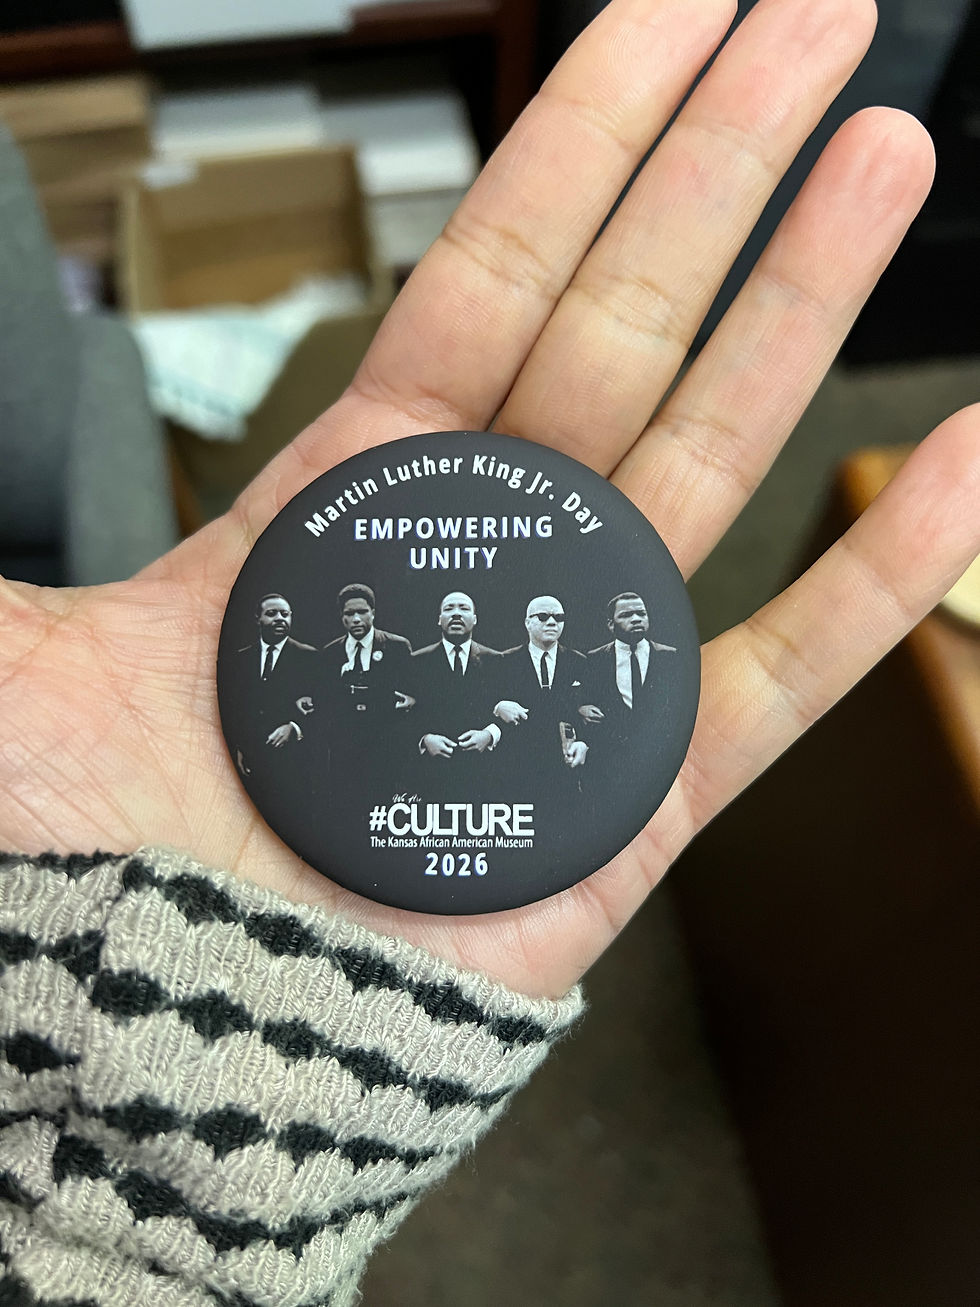 Martin Luther King Jr. Day
EMPOWERING
UNITY
We Are
#CULTURE
The Kansas African American Museum
2026